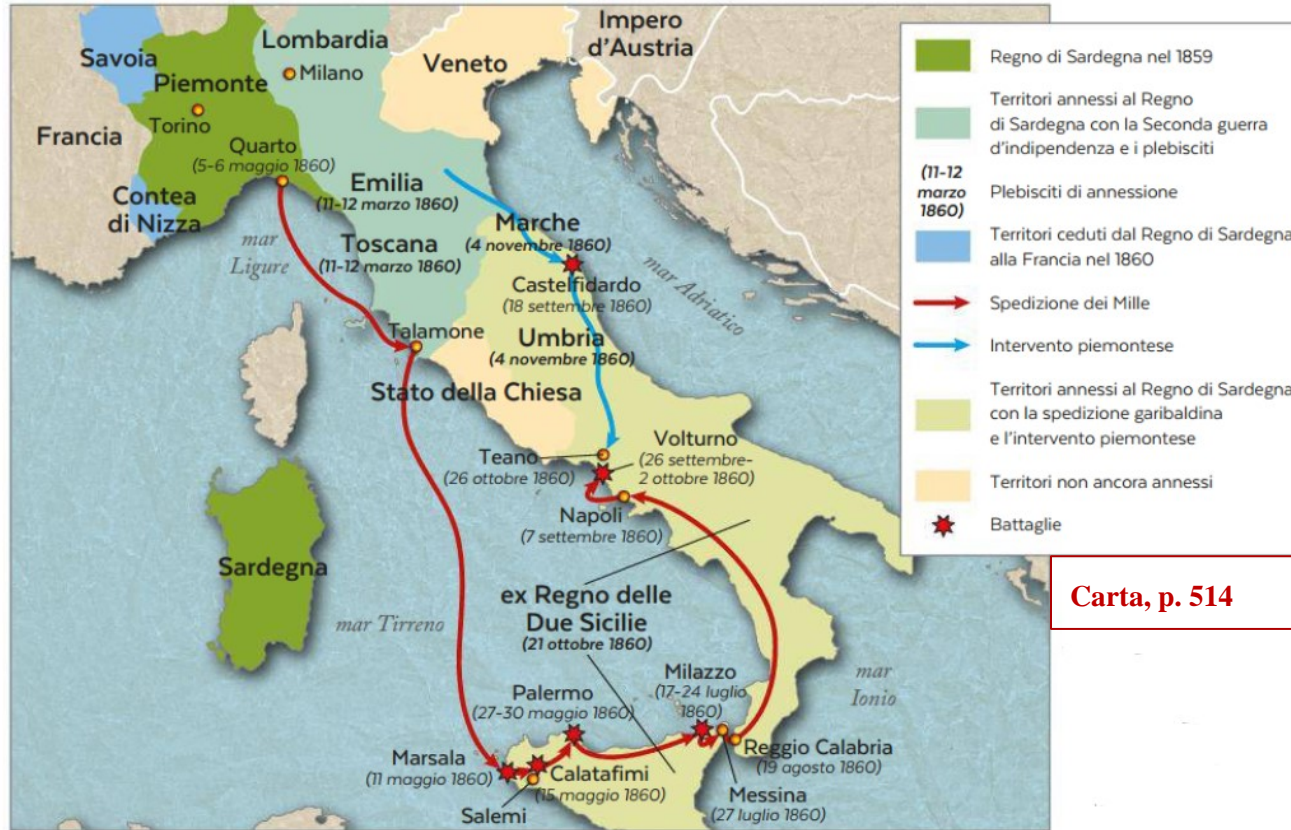 Savoia
Piemonte
Torino
Francia
Contea
di Nizza
Quarto
(5-6 maggio 1860)
Lombardia
Milano
Veneto
Impero
d'Austria
Emilia
(11-12 marzo 1860)
Toscana
(11-12 marzo 1860)
mar
Ligure
Marche
(4 novembre 1860)
Castelfidardo
(18 settembre 1860)
Umbria
(4 novembre 1860)
mar Adriatico
Talamone
Stato della Chiesa
Teano
(26 ottobre 1860)
Volturno
(26 settembre-
2 ottobre 1860)
Napoli
(7 settembre 1860)
Sardegna
mar Tirreno
ex Regno delle
Due Sicilie
(21 ottobre 1860)
mar
Ionio
Palermo
(27-30 maggio 1860)
Milazzo
(17-24 luglio
1860)
Marsala
(11 maggio 1860)
Salemi
Calatafimi
(15 maggio 1860)
Reggio Calabria
(19 agosto 1860)
Messina
(27 luglio 1860)
Regno di Sardegna nel 1859
Territori annessi al Regno
di Sardegna con la Seconda guerra
d'indipendenza e i plebisciti
(11-12
marzo
1860)
Plebisciti di annessione
Territori ceduti dal Regno di Sardegna
alla Francia nel 1860
Spedizione dei Mille
Intervento piemontese
Territori annessi al Regno di Sardegna
con la spedizione garibaldina
e l'intervento piemontese
Territori non ancora annessi
Battaglie
Carta, p. 514